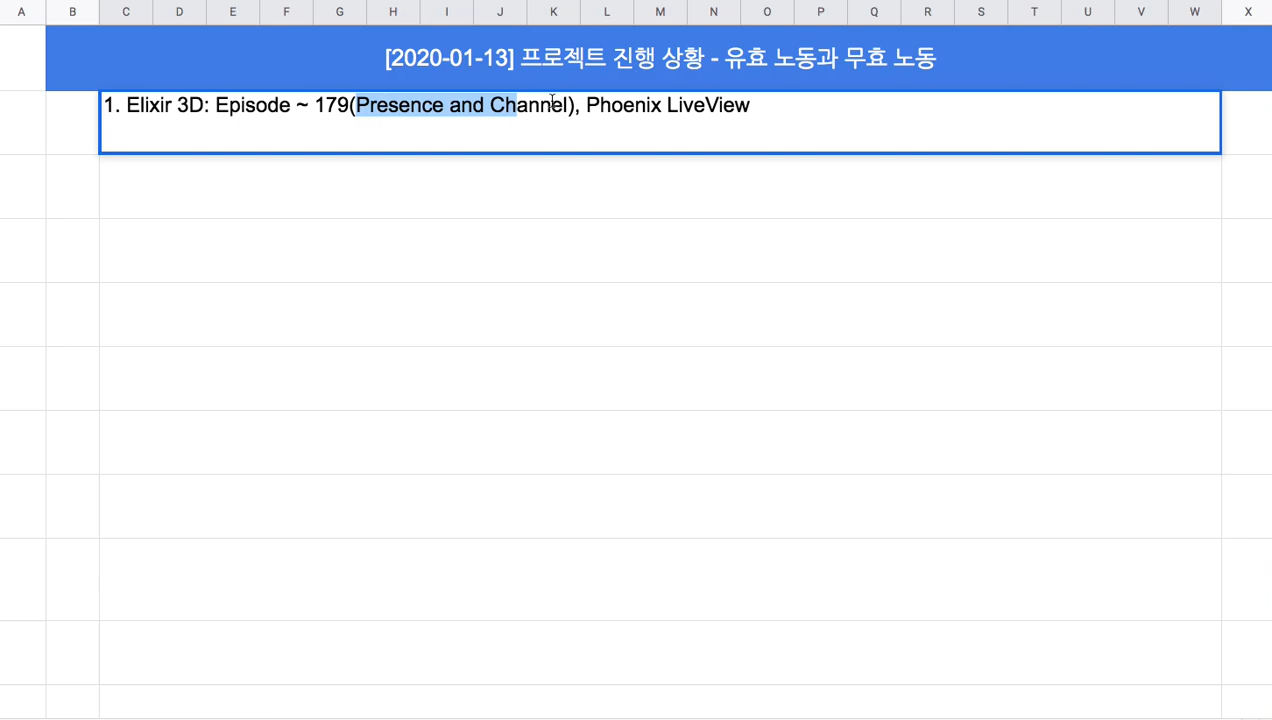 A B C D E F G H I J K L M N O P Q R S T U V W X
[2020-01-13] 프로젝트 진행 상황 - 유효 노동과 무효 노동
1. Elixir 3D: Episode ~ 179(Presence and Channel), Phoenix LiveView